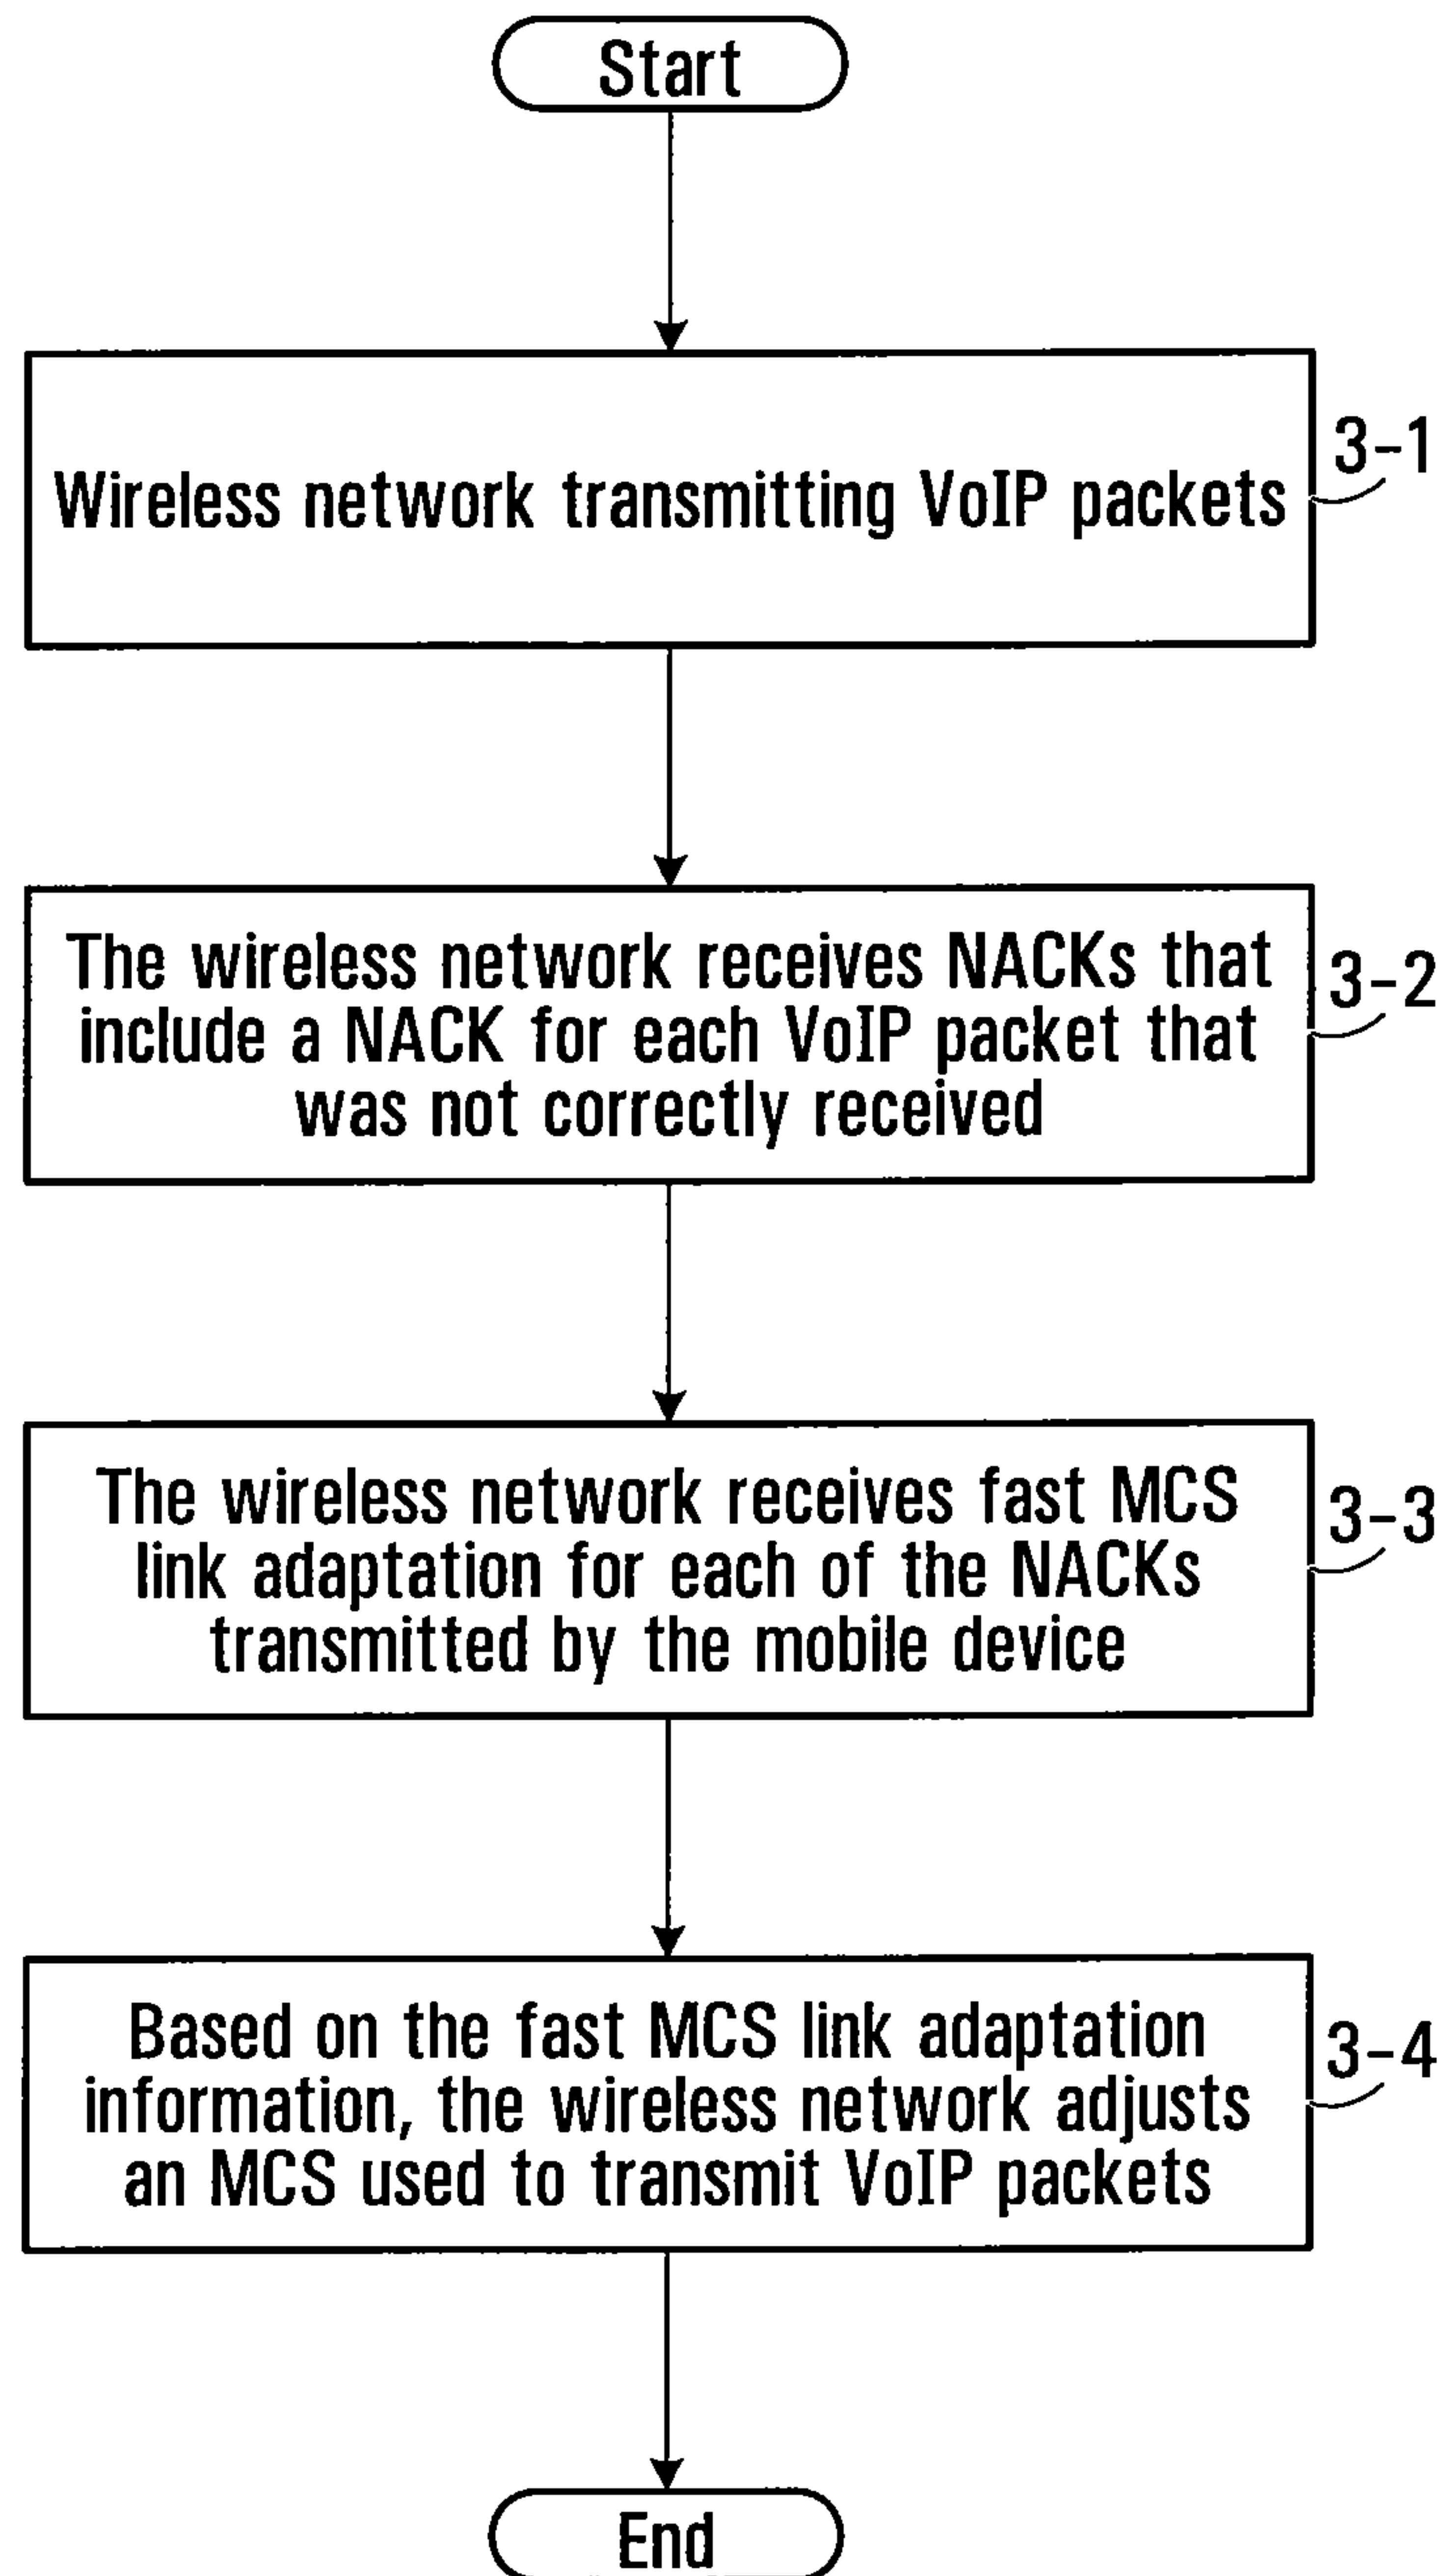 Start
3-1
Wireless network transmitting VoIP packets
The wireless network receives NACKs that
3-2
include a NACK for each VoIP packet that
was not correctly received
The wireless network receives fast MCS
3-3
link adaptation for each of the NACKs
transmitted by the mobile device
Based on the fast MCS link adaptation
3-4
information, the wireless network adjusts
an MCS used to transmit VoIP packets
End